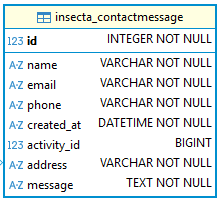 insecta_contactmessage
123 id INTEGER NOT NULL
A-Z name VARCHAR NOT NULL
A-Z email VARCHAR NOT NULL
A-Z phone VARCHAR NOT NULL
A-Z created_at DATETIME NOT NULL
123 activity_id BIGINT
A-Z address VARCHAR NOT NULL
A-Z message TEXT NOT NULL